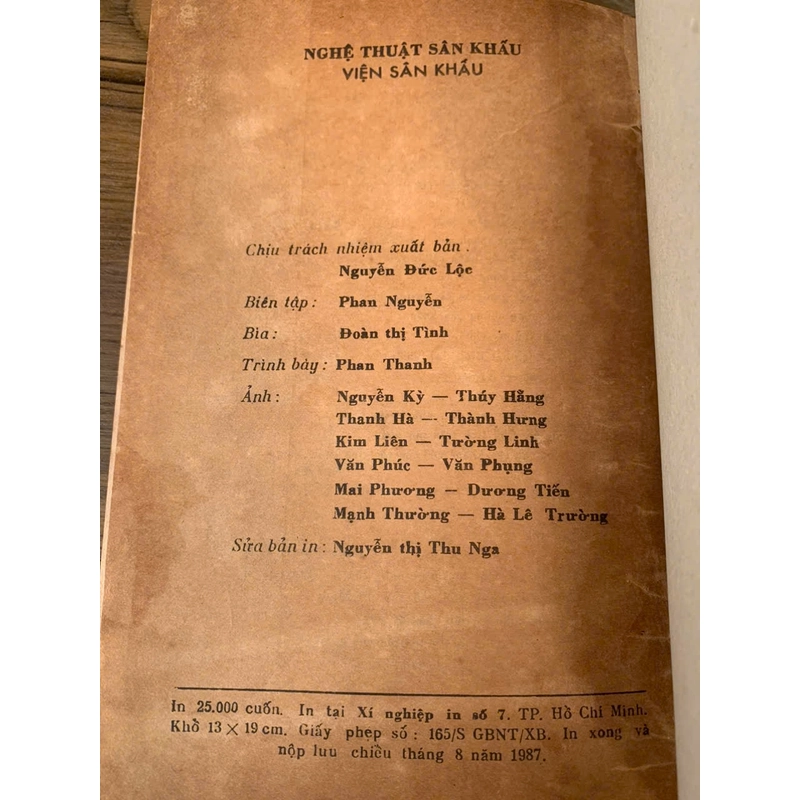 NGHỆ THUẬT SÂN KHẤU
VIỆN SÂN KHẤU
Chịu trách nhiệm xuất bản.
Nguyễn Đức Lộc
Biên tập: Phan Nguyễn
Bìa: Đoàn thị Tình
Trình bảy: Phan Thanh
Ảnh: Nguyễn Kỳ — Thúy Hằng
Thanh Hà — Thành Hưng
Kim Liên — Tường Linh
Văn Phúc — Văn Phụng
Mai Phương — Dương Tiến
Mạnh Thường — Hà Lê Trường
Sửa bản in: Nguyễn thị Thu Nga
In 25.000 cuốn. In tại Xí nghiệp in số 7. TP. Hồ Chí Minh.
Khổ 13 × 19 cm. Giấy phép số: 165/S GBNT/XB. In xong và
nộp lưu chiều tháng 8 năm 1987.